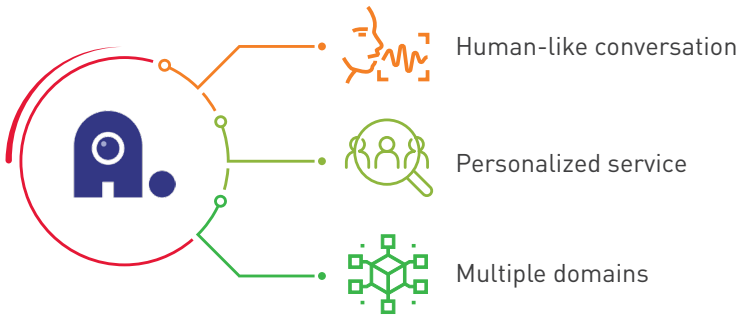 A.
Human-like conversation
Personalized service
Multiple domains